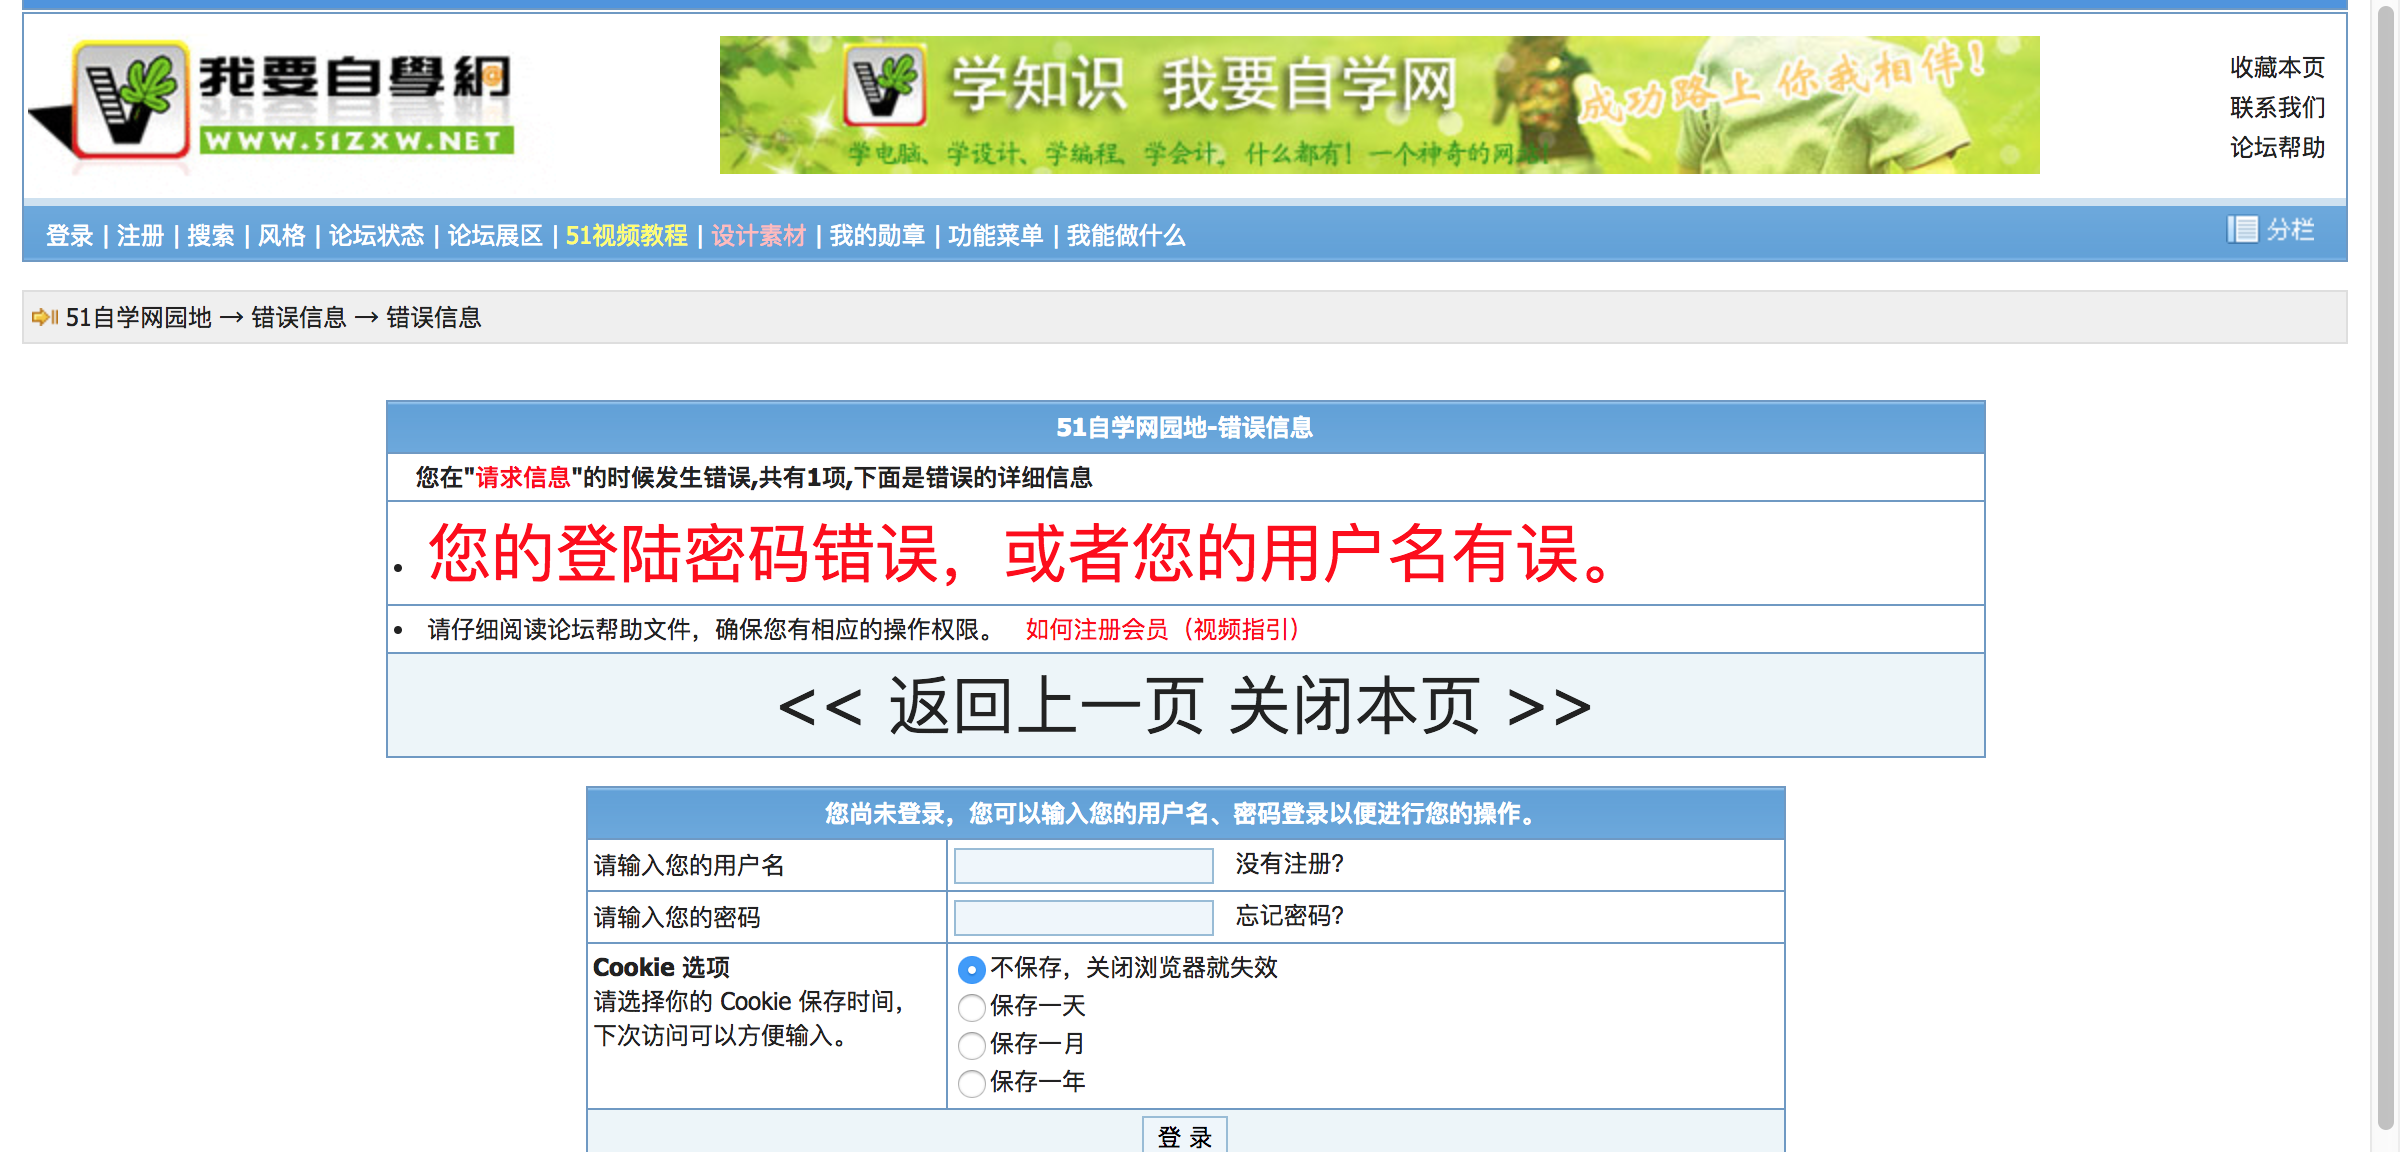 我要自學網
WWW.51ZXW.NET
学知识 我要自学网
成功路上 你我相伴！
学电脑、学设计、学编程、学会计，什么都有！一个神奇的网站！
收藏本页
联系我们
论坛帮助
登录 | 注册 | 搜索 | 风格 | 论坛状态 | 论坛展区 | 51视频教程 | 设计素材 | 我的勋章 | 功能菜单 | 我能做什么
分栏
51自学网园地 → 错误信息 → 错误信息
51自学网园地-错误信息
您在"请求信息"的时候发生错误,共有1项,下面是错误的详细信息
• 您的登陆密码错误，或者您的用户名有误。
• 请仔细阅读论坛帮助文件，确保您有相应的操作权限。 如何注册会员（视频指引）
<< 返回上一页 关闭本页 >>
您尚未登录，您可以输入您的用户名、密码登录以便进行您的操作。
请输入您的用户名 没有注册?
请输入您的密码 忘记密码?
Cookie 选项
请选择你的 Cookie 保存时间，
下次访问可以方便输入。
不保存，关闭浏览器就失效
保存一天
保存一月
保存一年
登 录